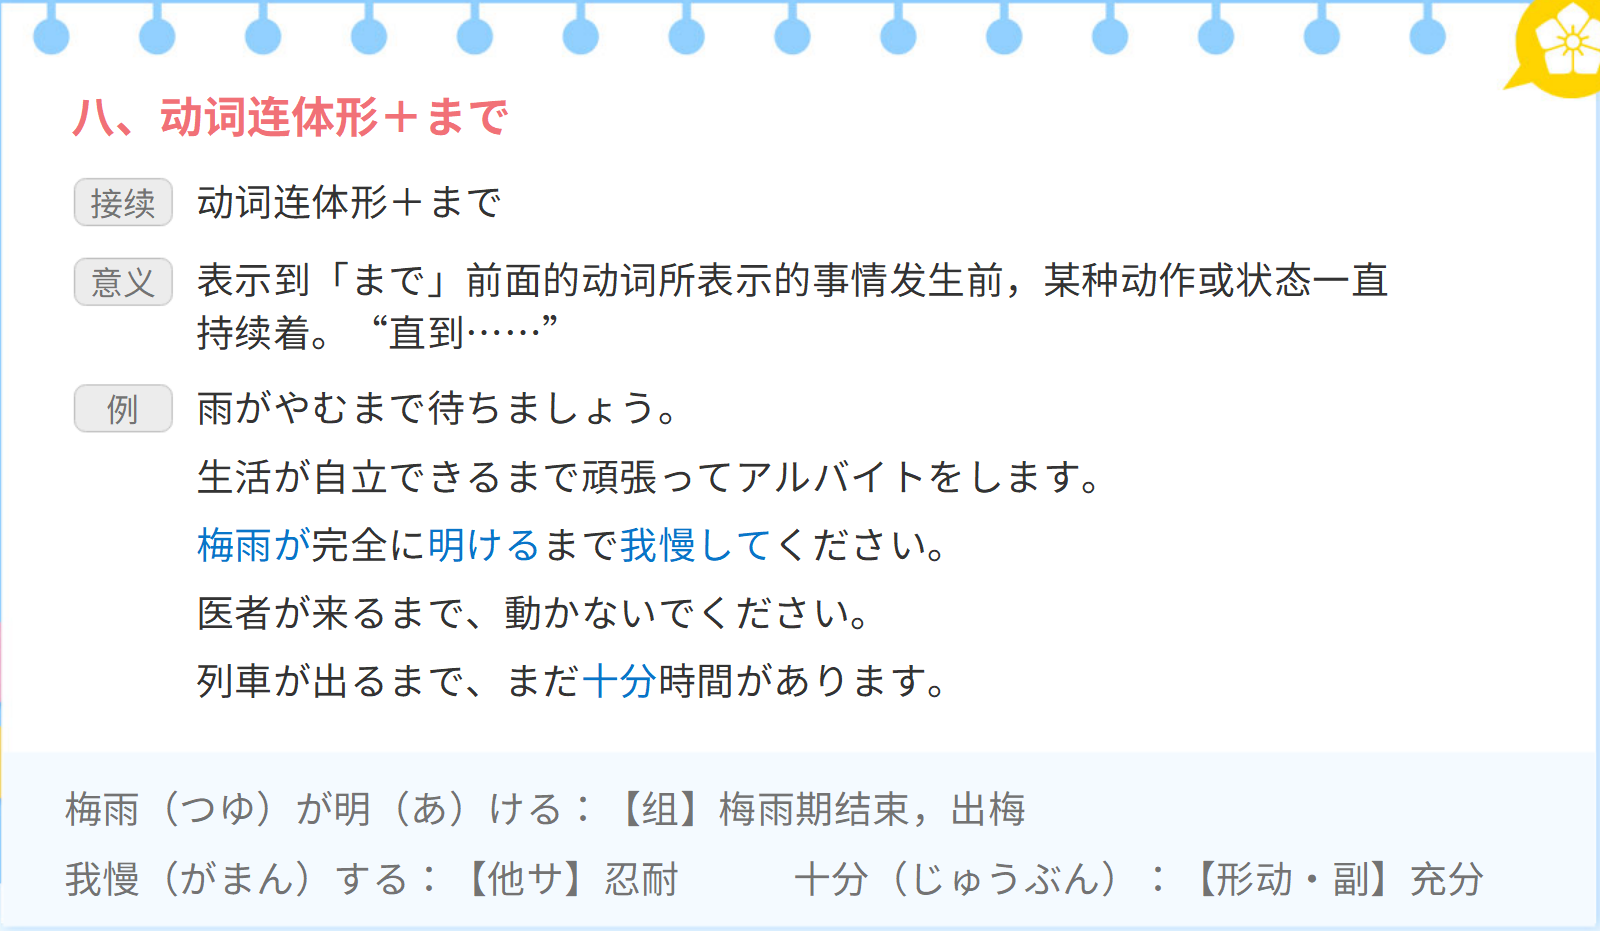 八、动词连体形＋まで
接续 动词连体形＋まで
意义 表示到「まで」前面的动词所表示的事情发生前，某种动作或状态一直
持续着。“直到……”
例 雨がやむまで待ちましょう。
生活が自立できるまで頑張ってアルバイトをします。
梅雨が完全に明けるまで我慢してください。
医者が来るまで、動かないでください。
列車が出るまで、まだ十分時間があります。
梅雨（つゆ）が明（あ）ける：【组】梅雨期结束，出梅
我慢（がまん）する：【他サ】忍耐 十分（じゅうぶん）：【形动・副】充分